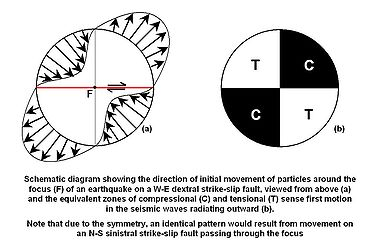 F
(a)
T
C
C
T
(b)
Schematic diagram showing the direction of initial movement of particles around the
focus (F) of an earthquake on a W-E dextral strike-slip fault, viewed from above (a)
and the equivalent zones of compressional (C) and tensional (T) sense first motion
in the seismic waves radiating outward (b).
Note that due to the symmetry, an identical pattern would result from movement on
an N-S sinistral strike-slip fault passing through the focus